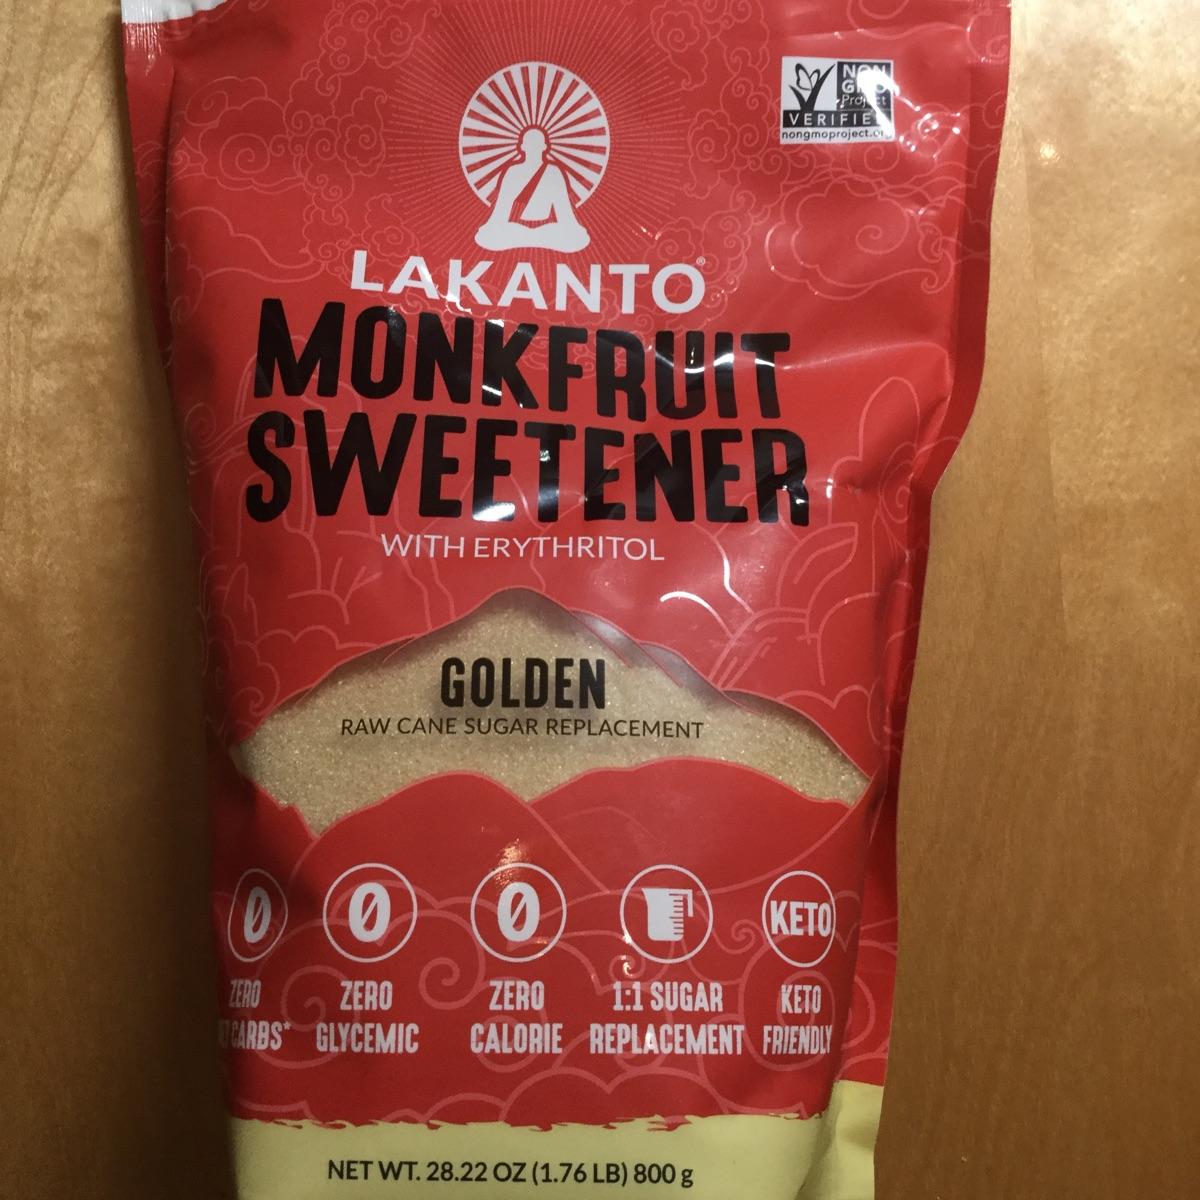 NON
GMO
Project
VERIFIED
nongmoproject.org
LAKANTO®
MONKFRUIT
SWEETENER
WITH ERYTHRITOL
GOLDEN
RAW CANE SUGAR REPLACEMENT
0 0 0 KETO
ZERO ZERO ZERO 1:1 SUGAR KETO
CARBS* GLYCEMIC CALORIE REPLACEMENT FRIENDLY
NET WT. 28.22 OZ (1.76 LB) 800 g